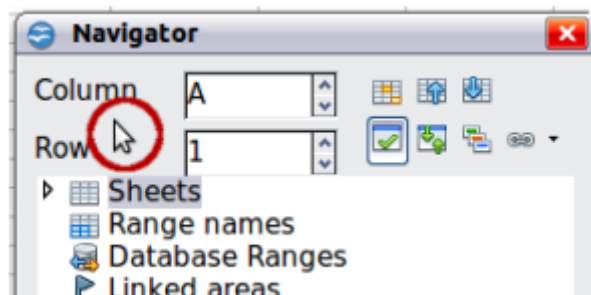 Navigator
Column A
Row 1
Sheets
Range names
Database Ranges
Linked areas